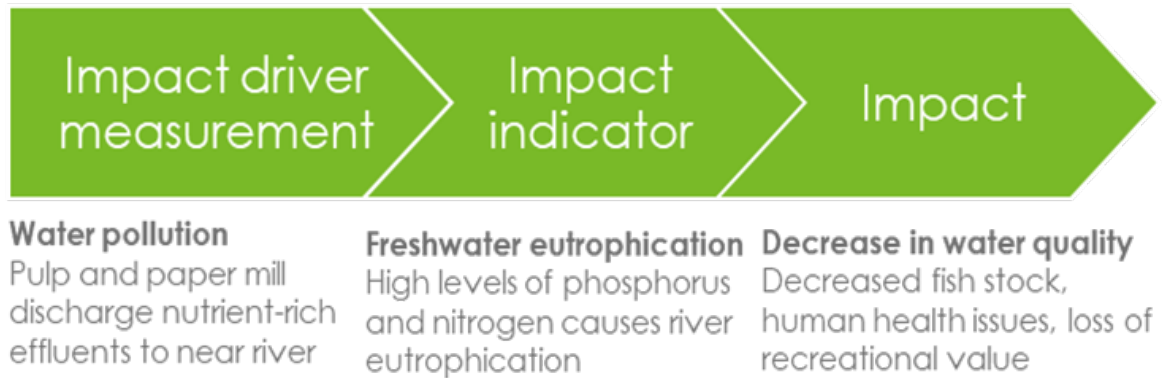 Impact driver
measurement
Impact
indicator
Impact
Water pollution
Pulp and paper mill
discharge nutrient-rich
effluents to near river
Freshwater eutrophication
High levels of phosphorus
and nitrogen causes river
eutrophication
Decrease in water quality
Decreased fish stock,
human health issues, loss of
recreational value